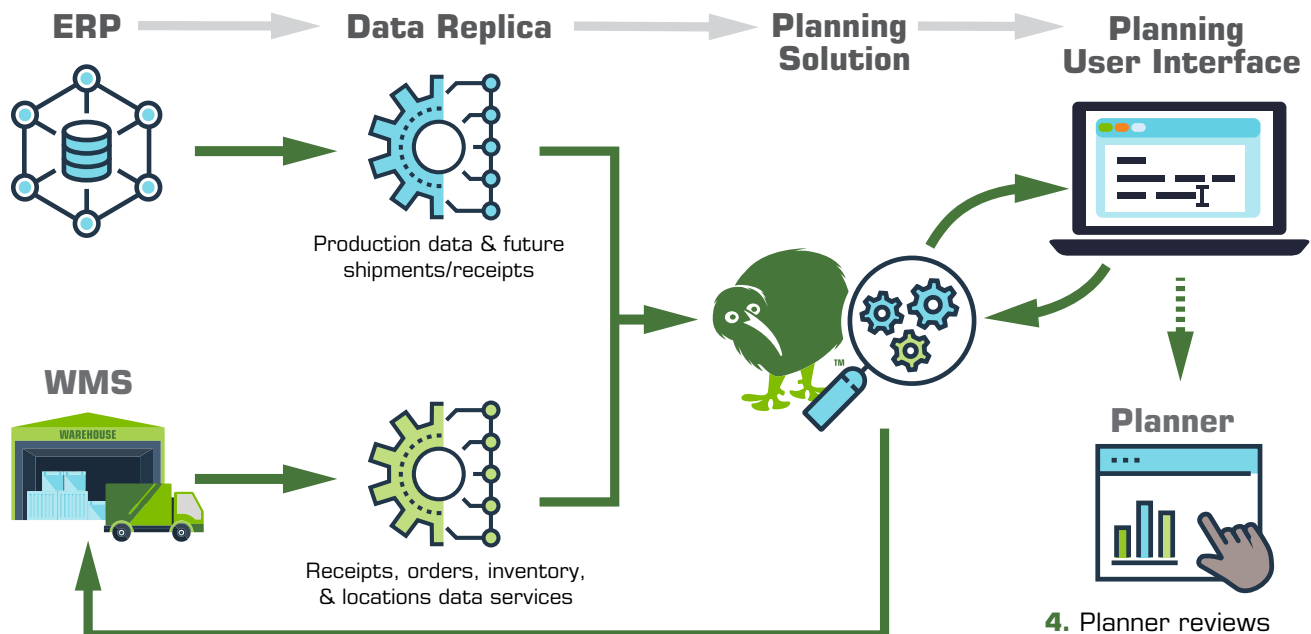 ERP
Data Replica
Planning
Solution
Planning
User Interface
Production data & future
shipments/receipts
TM
WMS
WAREHOUSE
Planner
Receipts, orders, inventory,
& locations data services
4. Planner reviews